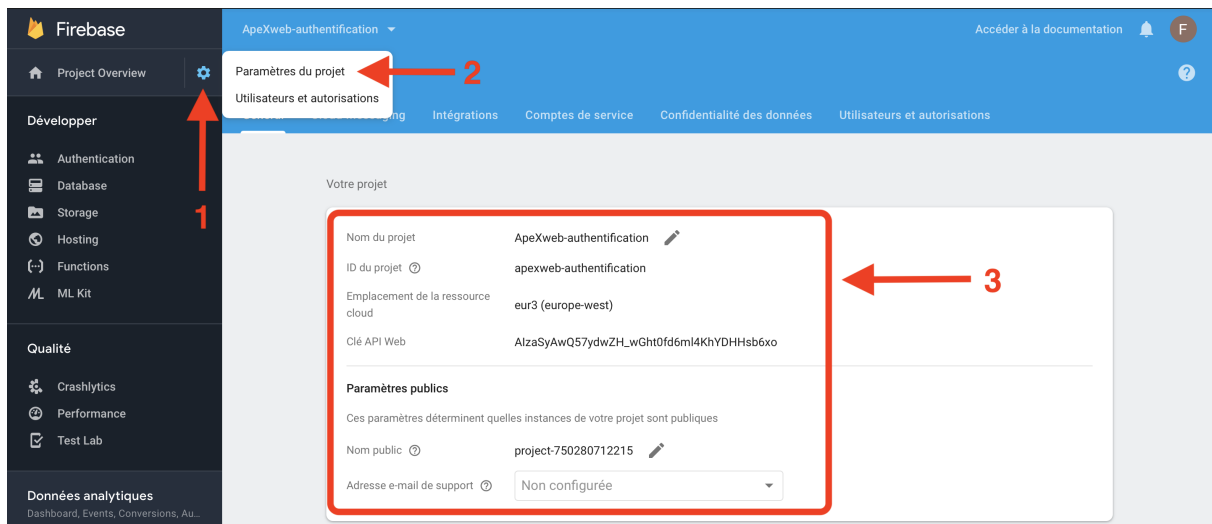 Firebase
ApeXweb-authentification
Accéder à la documentation
F
Project Overview
Paramètres du projet
2
Utilisateurs et autorisations
Intégrations
Comptes de service
Confidentialité des données
Utilisateurs et autorisations
Développer
Authentication
Database
Storage
Hosting
Functions
ML Kit
1
Qualité
Crashlytics
Performance
Test Lab
Données analytiques
Dashboard, Events, Conversions, Au...
Votre projet
Nom du projet ApeXweb-authentification
ID du projet apexweb-authentification
Emplacement de la ressource
cloud
eur3 (europe-west)
Clé API Web AIzaSyAwQ57ydwZH_wGht0fd6ml4KhYDHHsb6xo
3
Paramètres publics
Ces paramètres déterminent quelles instances de votre projet sont publiques
Nom public project-750280712215
Adresse e-mail de support Non configurée